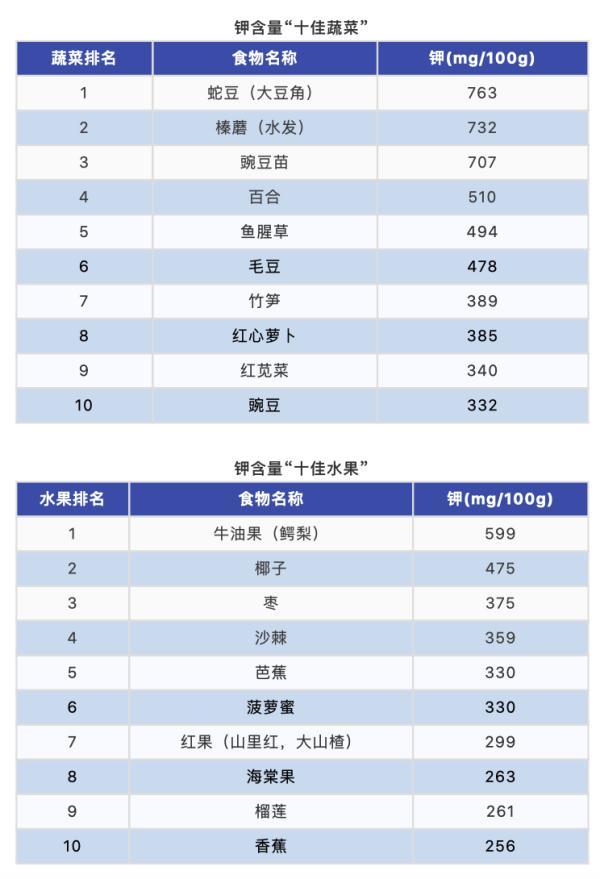 钾含量“十佳蔬菜”
蔬菜排名 食物名称 钾(mg/100g)
1 蛇豆（大豆角） 763
2 榛蘑（水发） 732
3 豌豆苗 707
4 百合 510
5 鱼腥草 494
6 毛豆 478
7 竹笋 389
8 红心萝卜 385
9 红苋菜 340
10 豌豆 332
钾含量“十佳水果”
水果排名 食物名称 钾(mg/100g)
1 牛油果（鳄梨） 599
2 椰子 475
3 枣 375
4 沙棘 359
5 芭蕉 330
6 菠萝蜜 330
7 红果（山里红，大山楂） 299
8 海棠果 263
9 榴莲 261
10 香蕉 256